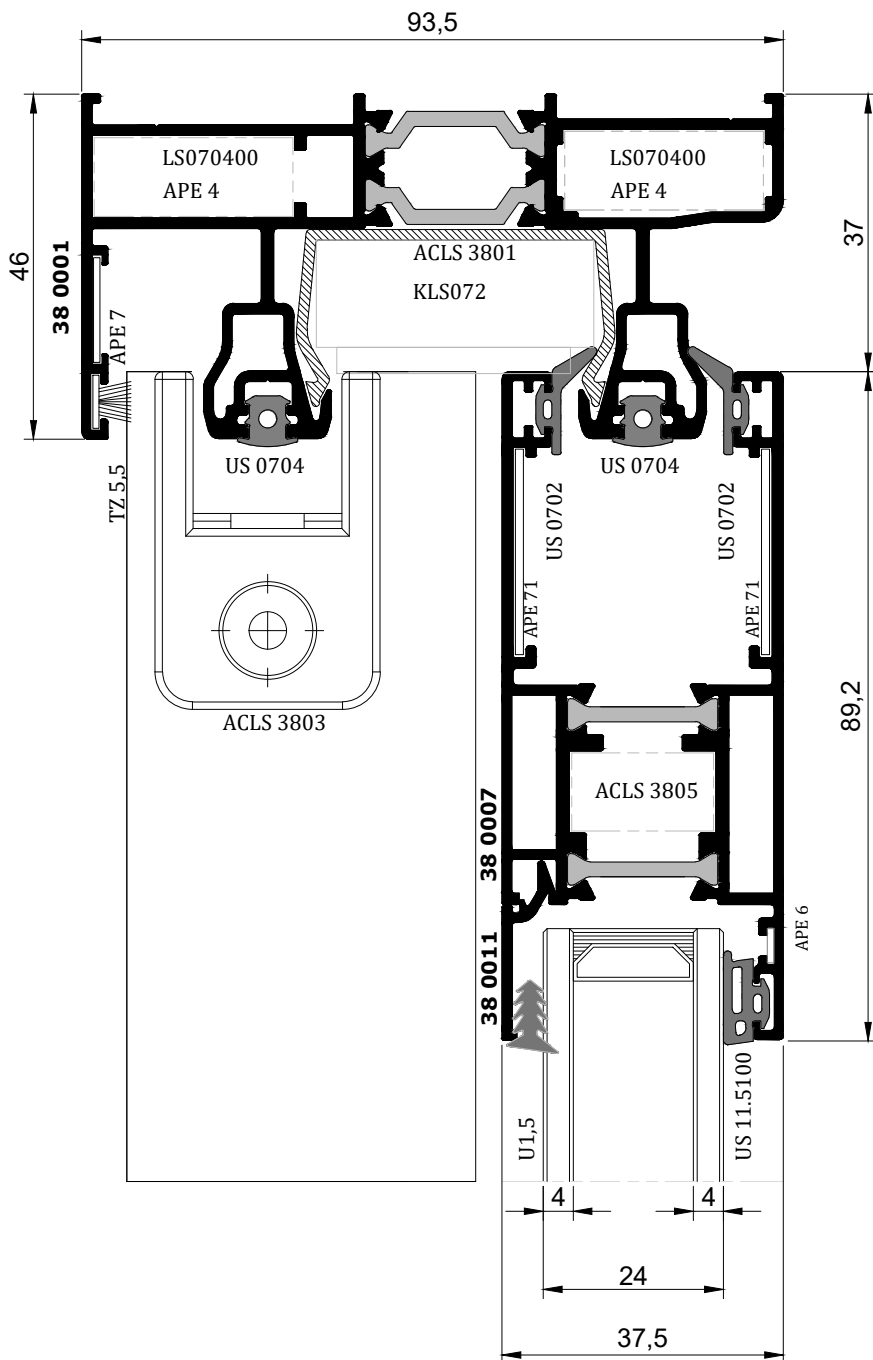 93,5
LS070400
APE 4
LS070400
APE 4
46
38 0001
APE 7
ACLS 3801
KLS072
37
TZ 5,5
US 0704
US 0704
US 0702
US 0702
APE 71
APE 71
ACLS 3803
89,2
ACLS 3805
38 0007
38 0011
APE 6
U1,5
US 11.5100
4
4
24
37,5